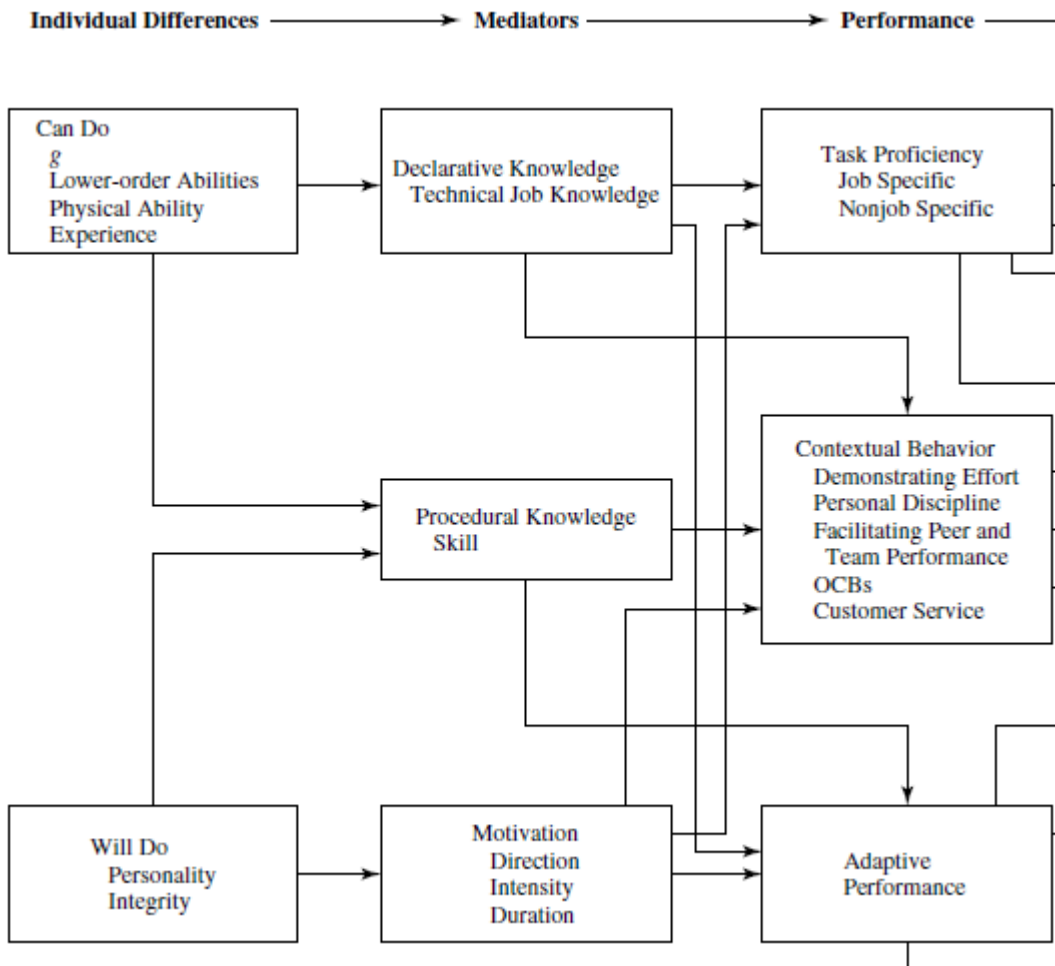 Individual Differences
Mediators
Performance
Can Do
g
Lower-order Abilities
Physical Ability
Experience
Declarative Knowledge
Technical Job Knowledge
Task Proficiency
Job Specific
Nonjob Specific
Procedural Knowledge
Skill
Contextual Behavior
Demonstrating Effort
Personal Discipline
Facilitating Peer and
Team Performance
OCBs
Customer Service
Will Do
Personality
Integrity
Motivation
Direction
Intensity
Duration
Adaptive
Performance